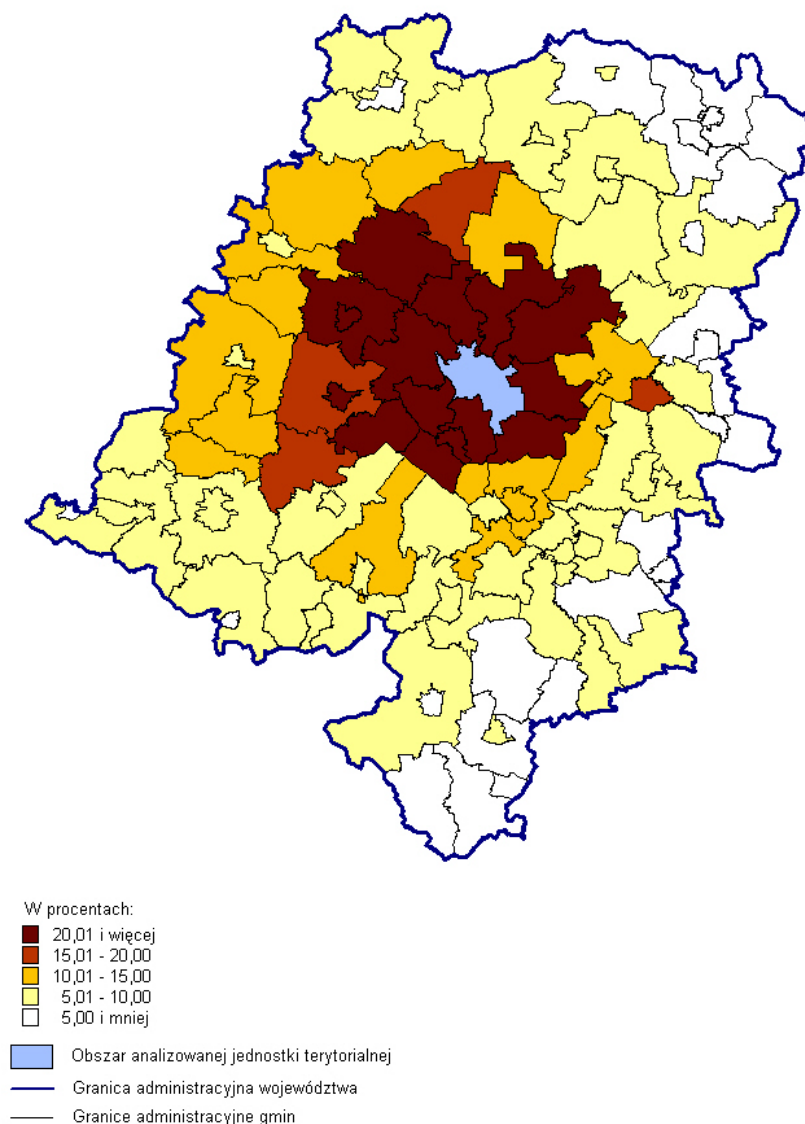 W procentach:
20,01 i więcej
15,01 - 20,00
10,01 - 15,00
5,01 - 10,00
5,00 i mniej
Obszar analizowanej jednostki terytorialnej
Granica administracyjna województwa
Granice administracyjne gmin